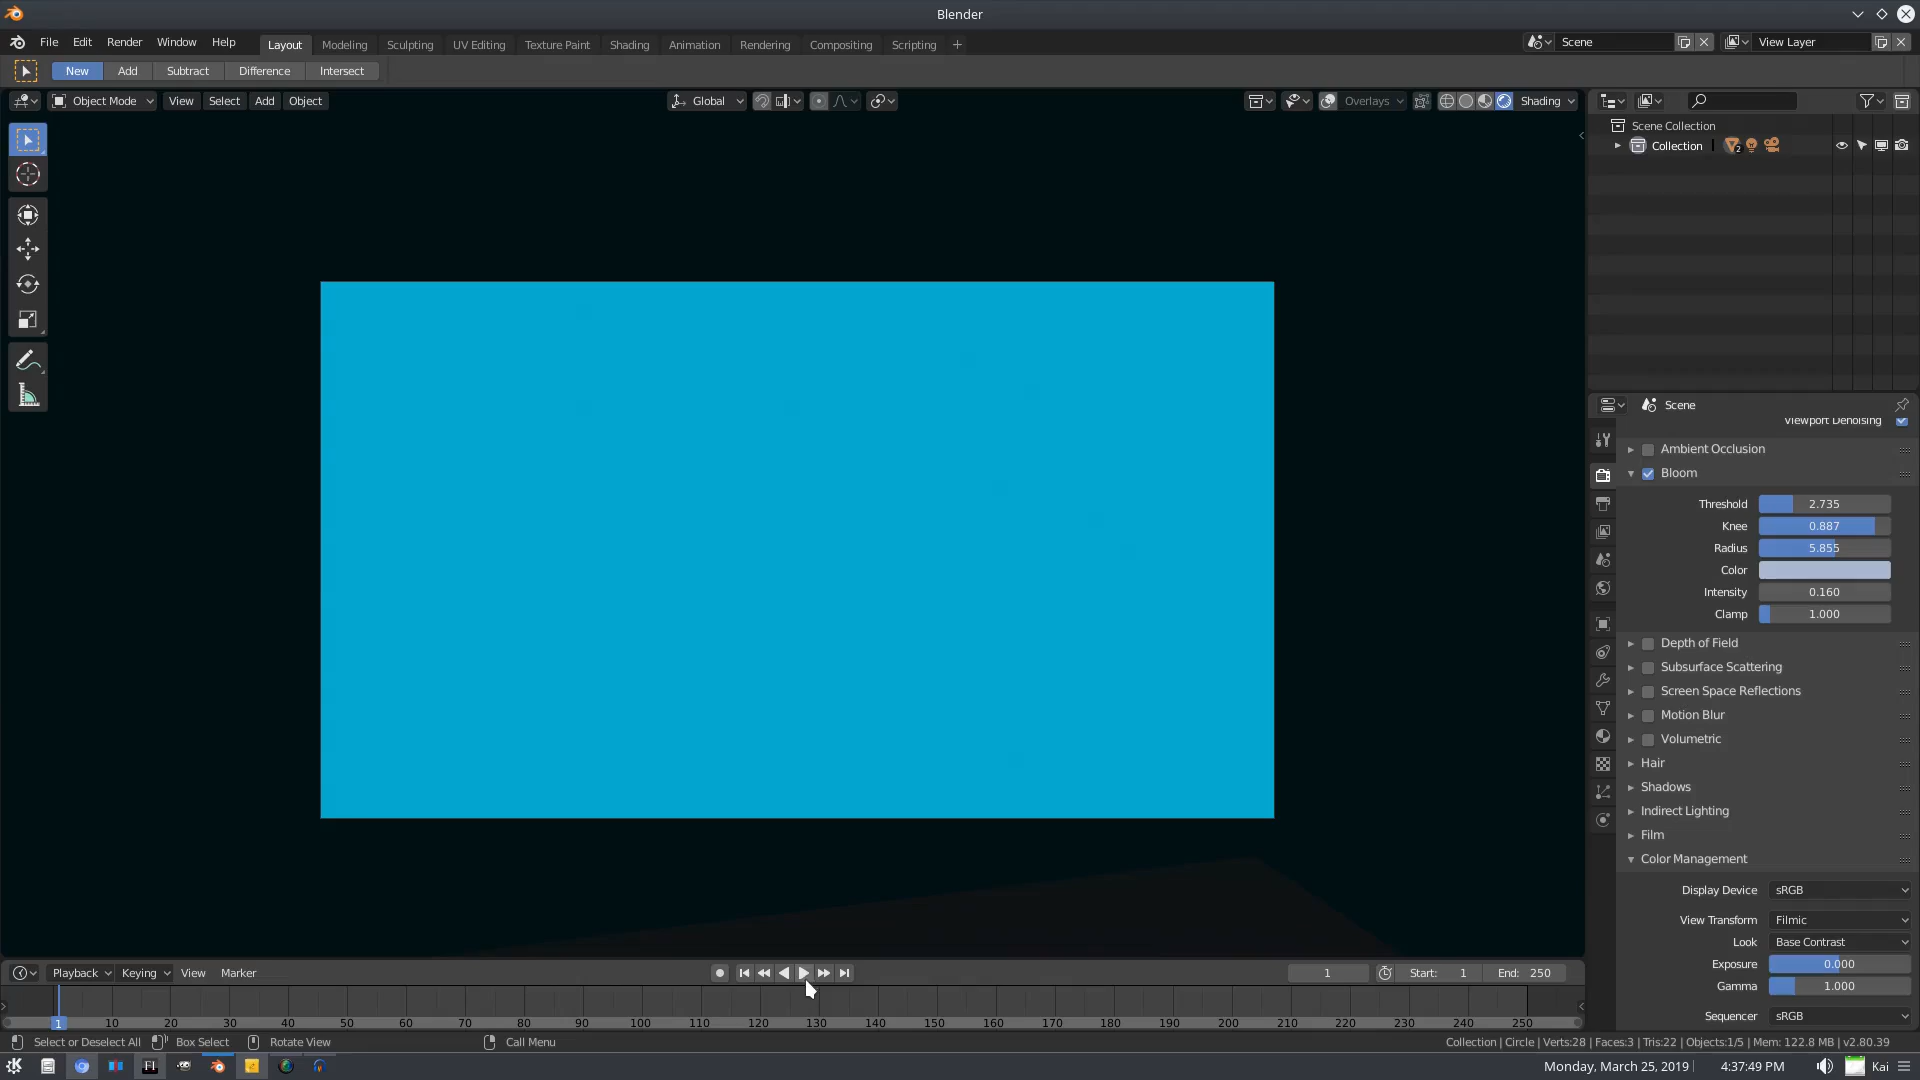 Blender
File Edit Render Window Help Layout Modeling Sculpting UV Editing Texture Paint Shading Animation Rendering Compositing Scripting + Scene View Layer
New Add Subtract Difference Intersect
Object Mode View Select Add Object Global Overlays Shading
Scene Collection
Collection 2
Scene
Viewport Denoising
Ambient Occlusion
Bloom
Threshold 2.735
Knee 0.887
Radius 5.855
Color
Intensity 0.160
Clamp 1.000
Depth of Field
Subsurface Scattering
Screen Space Reflections
Motion Blur
Volumetric
Hair
Shadows
Indirect Lighting
Film
Color Management
Display Device sRGB
View Transform Filmic
Look Base Contrast
Exposure 0.000
Gamma 1.000
Sequencer sRGB
Playback Keying View Marker 1 Start: 1 End: 250
1 10 20 30 40 50 60 70 80 90 100 110 120 130 140 150 160 170 180 190 200 210 220 230 240 250
Select or Deselect All Box Select Rotate View Call Menu Collection | Circle | Verts:28 | Faces:3 | Tris:22 | Objects:1/5 | Mem: 122.8 MB | v2.80.39
Monday, March 25, 2019 4:37:49 PM Kai